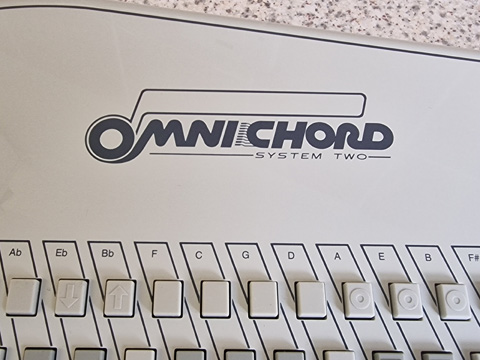 OMNICHORD
SYSTEM TWO
Ab Eb Bb F C G D A E B F#